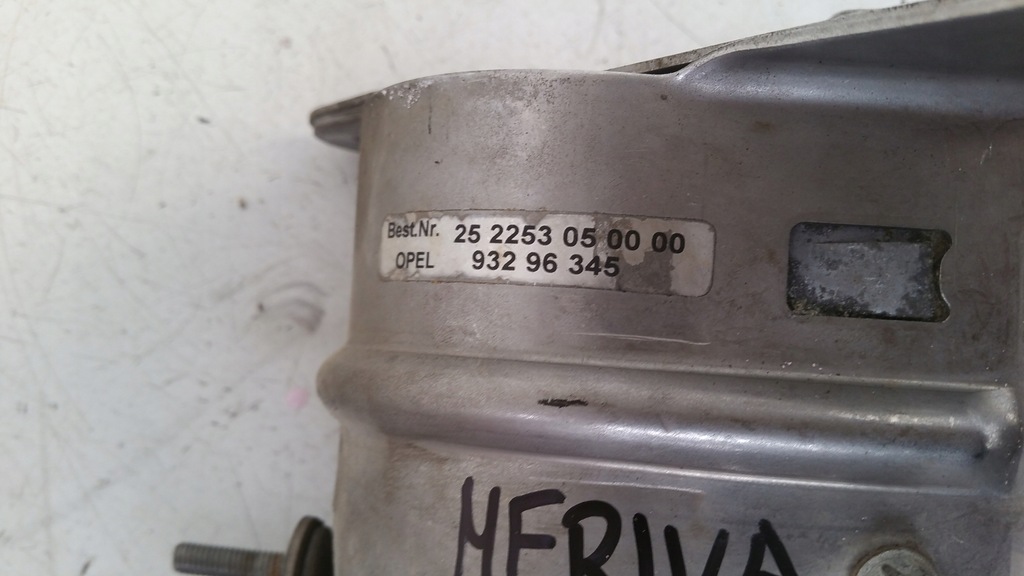 Best.Nr. 25 2253 05 00 00
OPEL 932 96 345
MERIVA